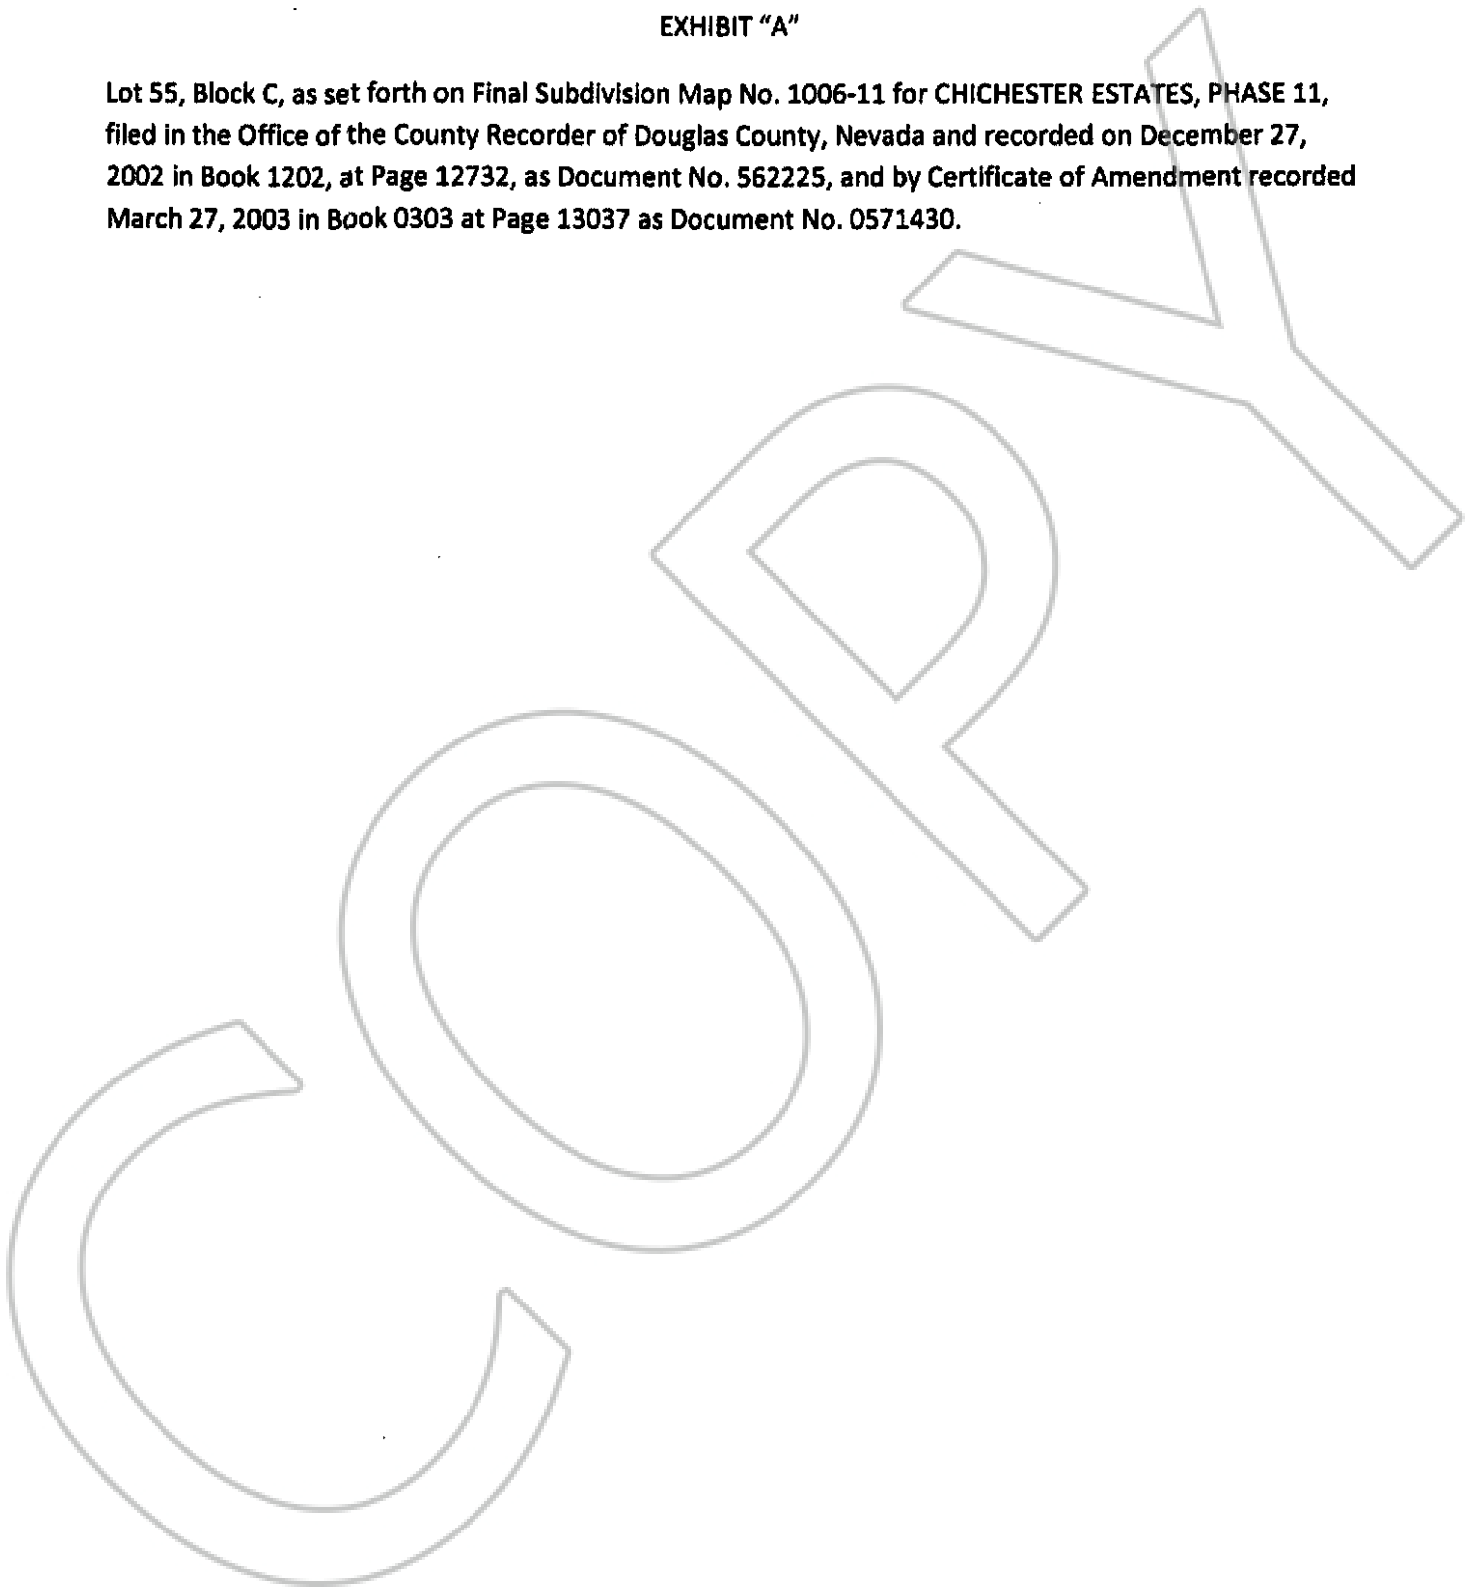 EXHIBIT “A”
Lot 55, Block C, as set forth on Final Subdivision Map No. 1006-11 for CHICHESTER ESTATES, PHASE 11,
filed in the Office of the County Recorder of Douglas County, Nevada and recorded on December 27,
2002 in Book 1202, at Page 12732, as Document No. 562225, and by Certificate of Amendment recorded
March 27, 2003 in Book 0303 at Page 13037 as Document No. 0571430.
COPY